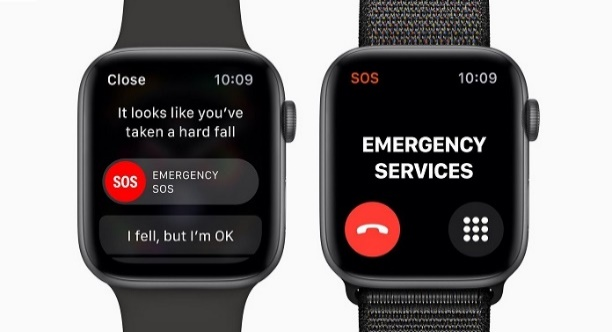 Close 10:09
It looks like you've
taken a hard fall
SOS
EMERGENCY
SOS
I fell, but I'm OK
SOS 10:09
EMERGENCY
SERVICES